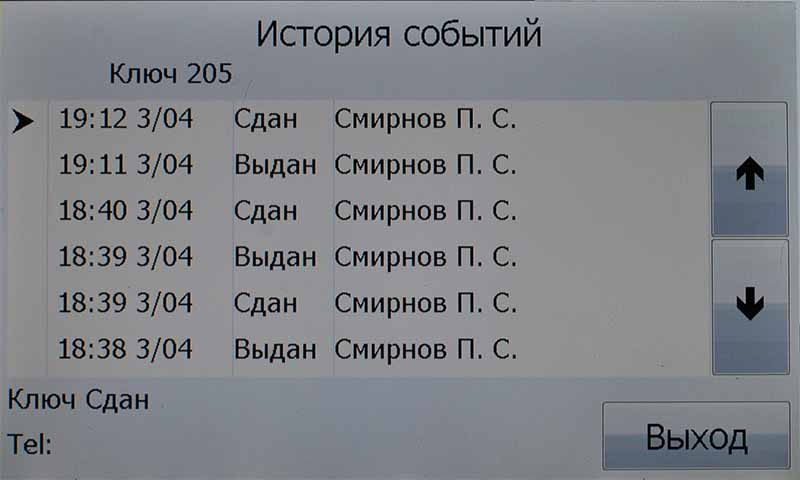 История событий
Ключ 205
19:12 3/04 Сдан Смирнов П. С.
19:11 3/04 Выдан Смирнов П. С.
18:40 3/04 Сдан Смирнов П. С.
18:39 3/04 Выдан Смирнов П. С.
18:39 3/04 Сдан Смирнов П. С.
18:38 3/04 Выдан Смирнов П. С.
Ключ Сдан
Tel:
Выход